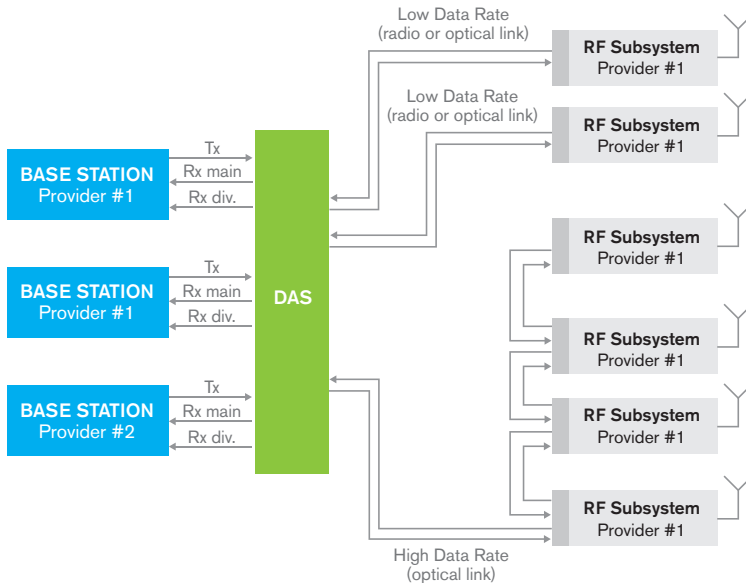 Low Data Rate
(radio or optical link)
RF Subsystem
Provider #1
Low Data Rate
(radio or optical link)
RF Subsystem
Provider #1
BASE STATION
Provider #1
Tx
Rx main
Rx div.
BASE STATION
Provider #1
Tx
Rx main
Rx div.
BASE STATION
Provider #2
Tx
Rx main
Rx div.
DAS
RF Subsystem
Provider #1
RF Subsystem
Provider #1
RF Subsystem
Provider #1
RF Subsystem
Provider #1
High Data Rate
(optical link)